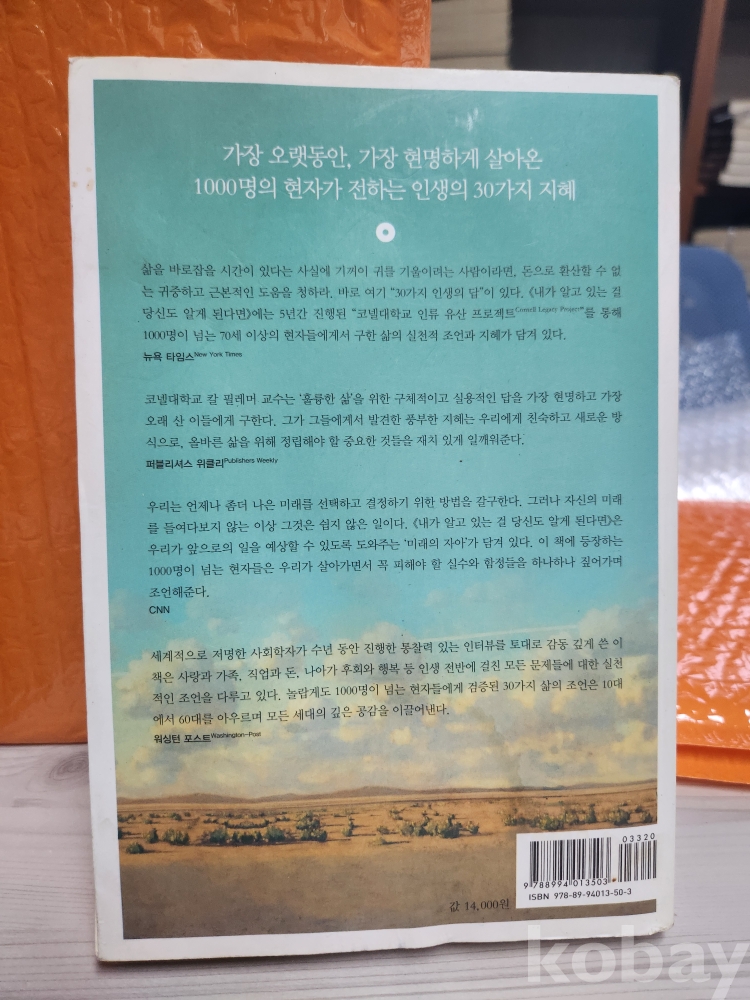 가장 오랫동안, 가장 현명하게 살아온
1000명의 현자가 전하는 인생의 30가지 지혜
삶을 바로잡을 시간이 있다는 사실에 기꺼이 귀를 기울이려는 사람이라면, 돈으로 환산할 수 없
는 귀중하고 근본적인 도움을 청하라. 바로 여기 “30가지 인생의 답”이 있다. 《내가 알고 있는 걸
당신도 알게 된다면》에는 5년간 진행된 “코넬대학교 인류 유산 프로젝트Cornell Legacy Project”를 통해
1000명이 넘는 70세 이상의 현자들에게서 구한 삶의 실천적 조언과 지혜가 담겨 있다.
뉴욕 타임스New York Times
코넬대학교 칼 필레머 교수는 ‘훌륭한 삶’을 위한 구체적이고 실용적인 답을 가장 현명하고 가장
오래 산 이들에게 구한다. 그가 그들에게서 발견한 풍부한 지혜는 우리에게 친숙하고 새로운 방
식으로, 올바른 삶을 위해 정립해야 할 중요한 것들을 재치 있게 일깨워준다.
퍼블리셔스 위클리Publishers Weekly
우리는 언제나 좀더 나은 미래를 선택하고 결정하기 위한 방법을 갈구한다. 그러나 자신의 미래
를 들여다보지 않는 이상 그것은 쉽지 않은 일이다. 《내가 알고 있는 걸 당신도 알게 된다면》은
우리가 앞으로의 일을 예상할 수 있도록 도와주는 ‘미래의 자아’가 담겨 있다. 이 책에 등장하는
1000명이 넘는 현자들은 우리가 살아가면서 꼭 피해야 할 실수와 함정들을 하나하나 짚어가며
조언해준다.
CNN
세계적으로 저명한 사회학자가 수년 동안 진행한 통찰력 있는 인터뷰를 토대로 감동 깊게 쓴 이
책은 사랑과 가족, 직업과 돈, 나아가 후회와 행복 등 인생 전반에 걸친 모든 문제들에 대한 실천
적인 조언을 다루고 있다. 놀랍게도 1000명이 넘는 현자들에게 검증된 30가지 삶의 조언은 10대
에서 60대를 아우르며 모든 세대의 깊은 공감을 이끌어낸다.
워싱턴 포스트Washington-Post
03320
9 788994 013503
ISBN 978-89-94013-50-3
값 14,000원
kobay